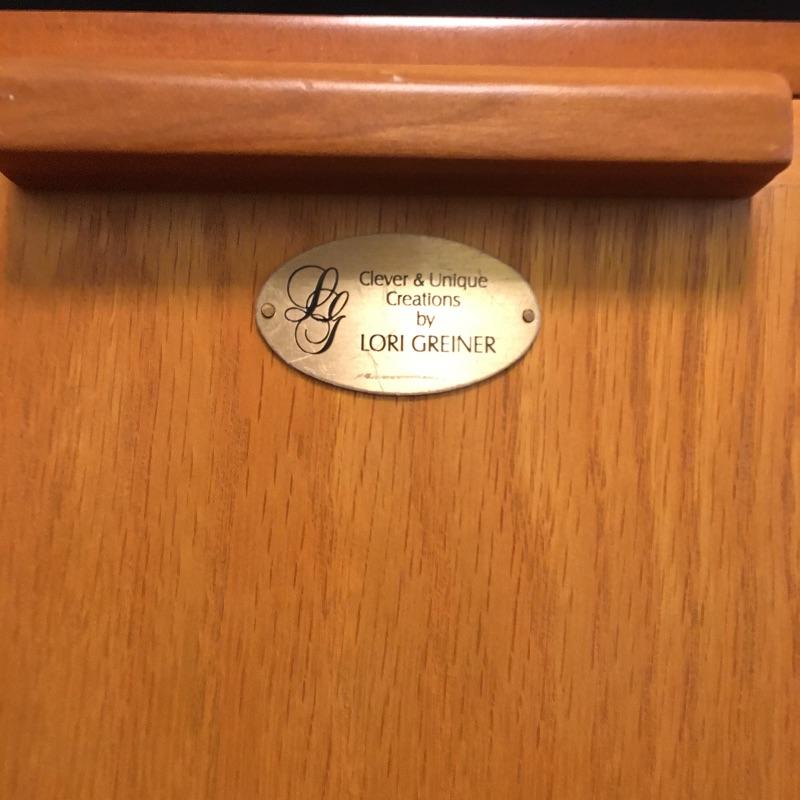 LG
Clever & Unique
Creations
by
LORI GREINER